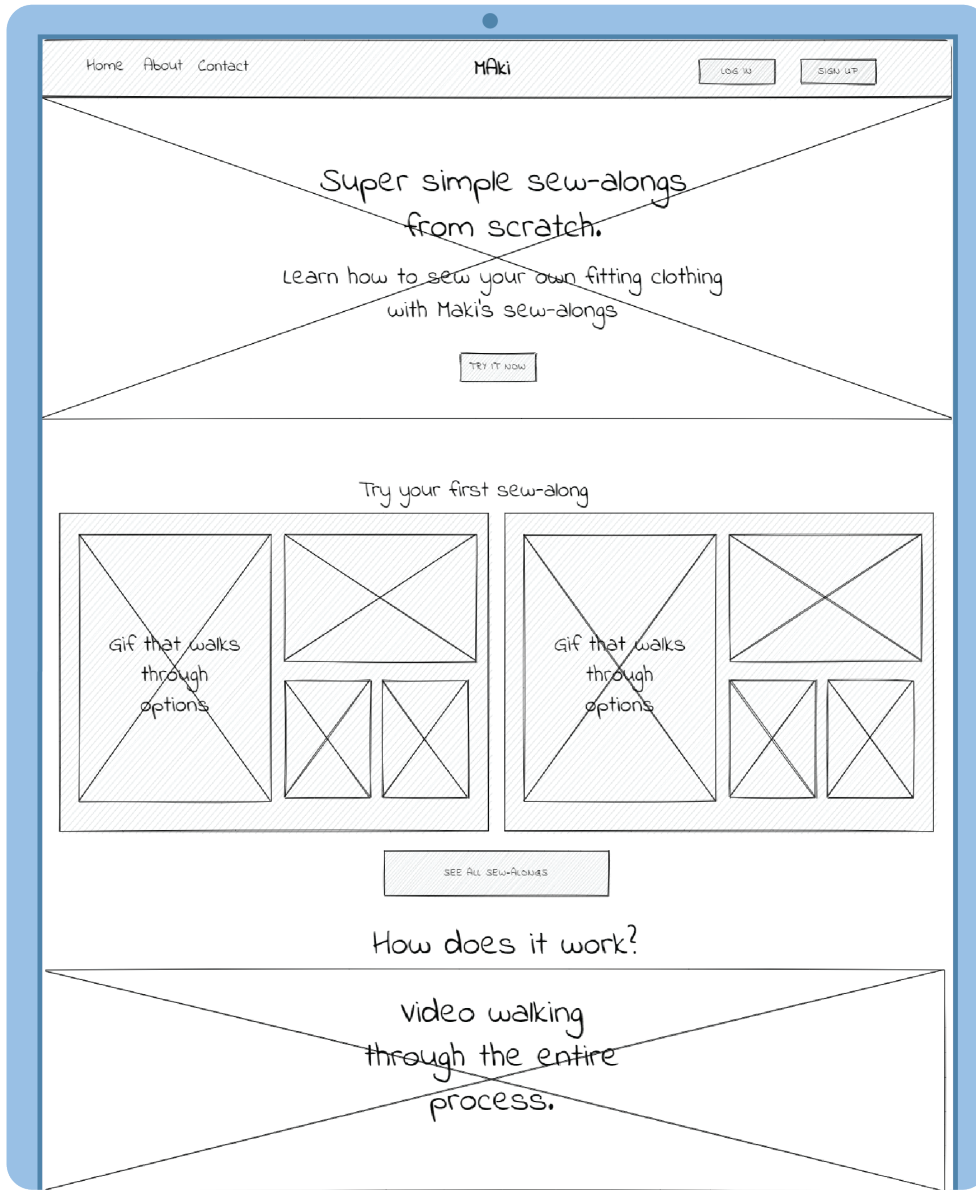 Home About Contact
MAki
LOG IN
SIGN UP
Super simple sew-alongs
from scratch.
Learn how to sew your own fitting clothing
with Maki's sew-alongs
TRY IT NOW
Try your first sew-along
Gif that walks
through
options
Gif that walks
through
options
SEE ALL SEW-ALONGS
How does it work?
Video walking
through the entire
process.